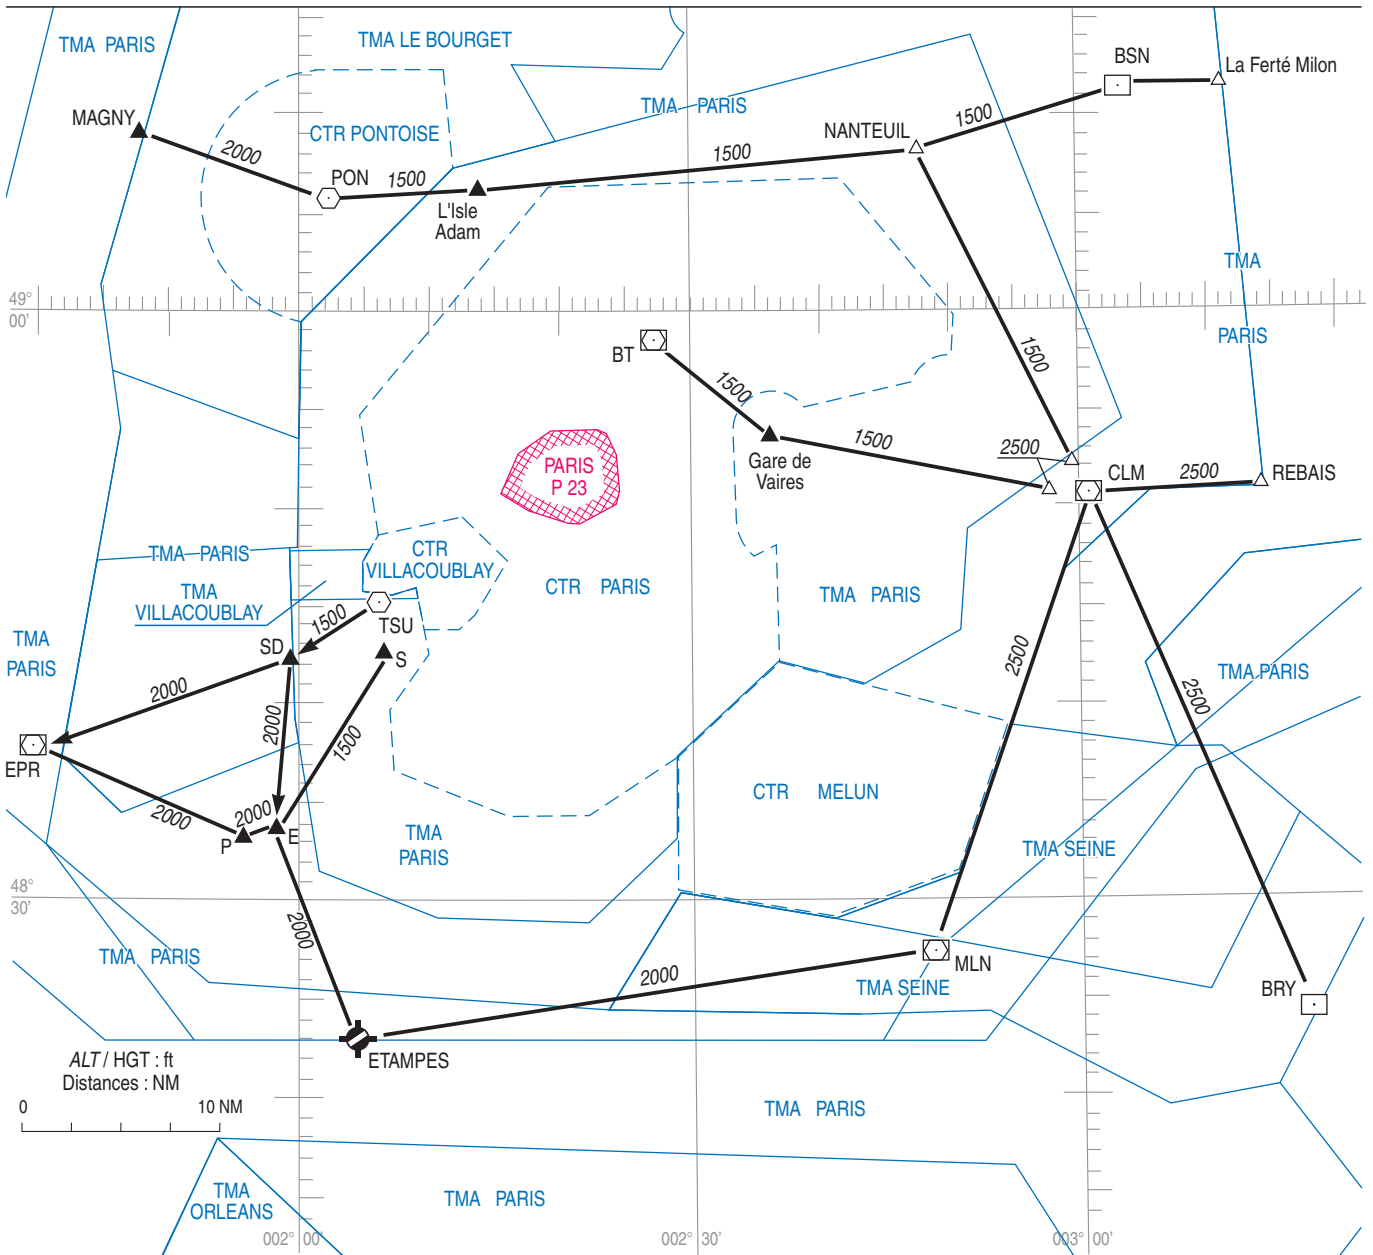 TMA PARIS
TMA LE BOURGET
BSN
La Ferté Milon
MAGNY
TMA PARIS
1500
CTR PONTOISE
NANTEUIL
2000
1500
PON
1500
L'Isle
Adam
TMA
PARIS
49°
00'
BT
1500
1500
1500
Gare de
Vaires
2500
CLM
2500
REBAIS
PARIS
P 23
TMA PARIS
CTR
VILLACOUBLAY
TMA
VILLACOUBLAY
CTR PARIS
TMA PARIS
1500
TSU
S
SD
TMA
PARIS
2000
2000
1500
2500
2500
TMA PARIS
EPR
2000
2000
P
E
CTR MELUN
TMA
PARIS
TMA SEINE
48°
30'
2000
TMA PARIS
2000
MLN
TMA SEINE
BRY
ETAMPES
ALT / HGT : ft
Distances : NM
0 10 NM
TMA PARIS
TMA
ORLEANS
TMA PARIS
002° 00'
002° 30'
003° 00'